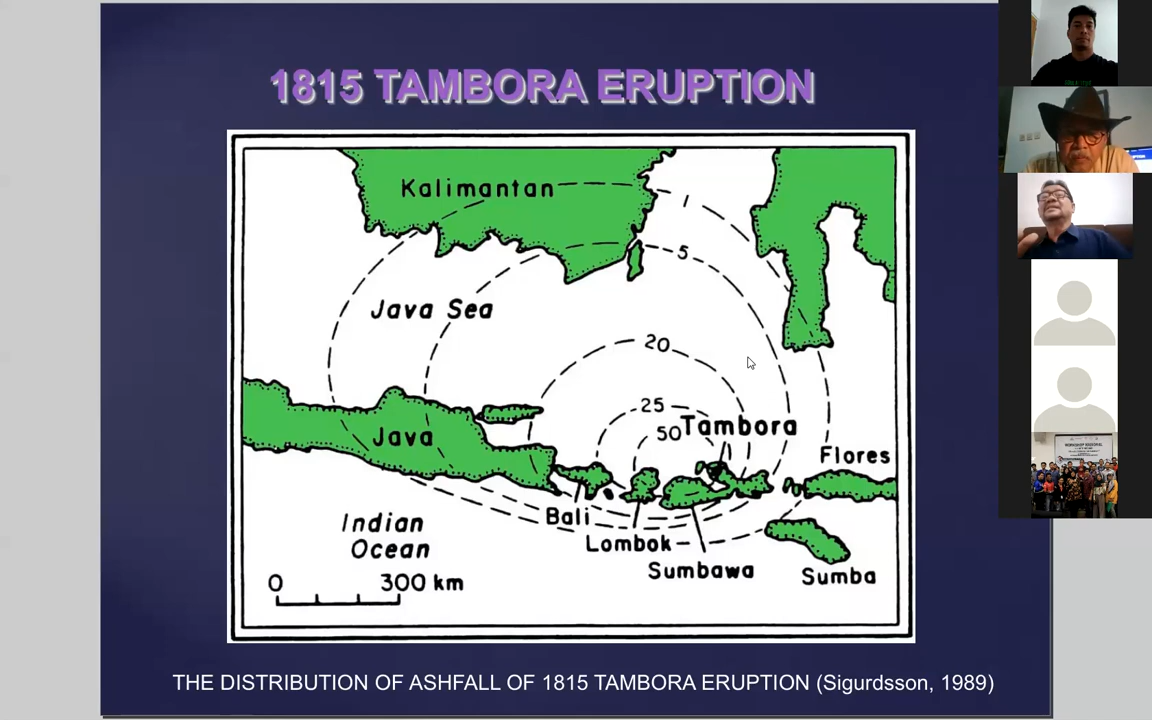 1815 TAMBORA ERUPTION
Kalimantan
1
5
Java Sea
20
25
50
Tambora
Java
Flores
Bali
Indian
Ocean
Lombok
Sumbawa
Sumba
0 300 km
THE DISTRIBUTION OF ASHFALL OF 1815 TAMBORA ERUPTION (Sigurdsson, 1989)